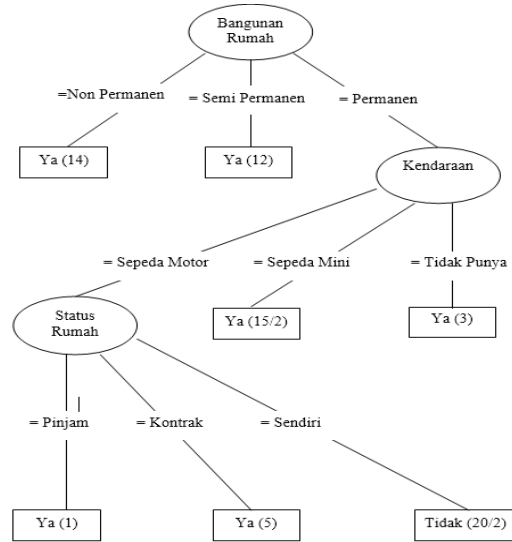 Bangunan
Rumah
=Non Permanen
= Semi Permanen
= Permanen
Ya (14)
Ya (12)
Kendaraan
= Sepeda Motor
= Sepeda Mini
= Tidak Punya
Status
Rumah
Ya (15/2)
Ya (3)
= Pinjam
= Kontrak
= Sendiri
Ya (1)
Ya (5)
Tidak (20/2)